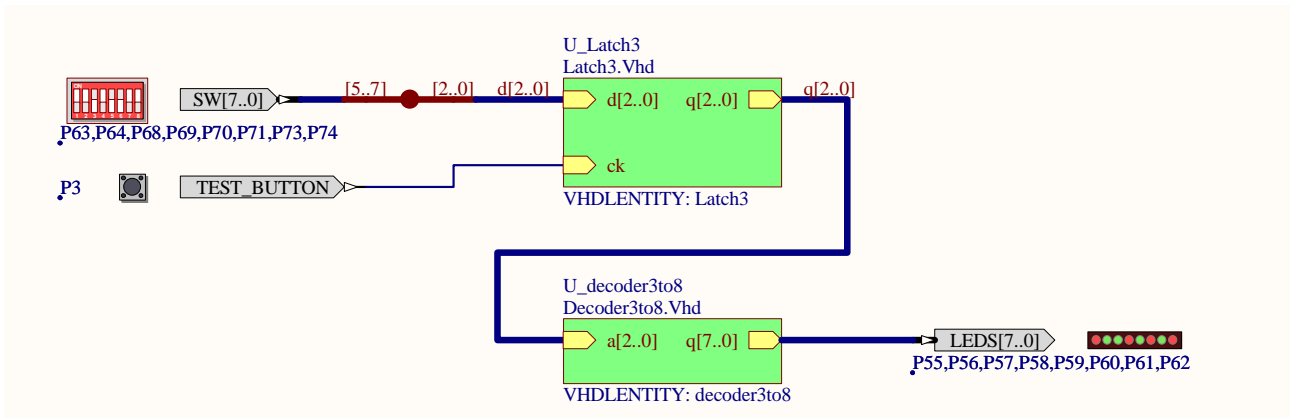 U_Latch3
Latch3.Vhd
ON
SW[7..0]
[5..7]
[2..0]
d[2..0]
d[2..0]
q[2..0]
q[2..0]
P63,P64,P68,P69,P70,P71,P73,P74
ck
P3
TEST_BUTTON
VHDLENTITY: Latch3
U_decoder3to8
Decoder3to8.Vhd
a[2..0]
q[7..0]
LEDS[7..0]
P55,P56,P57,P58,P59,P60,P61,P62
VHDLENTITY: decoder3to8